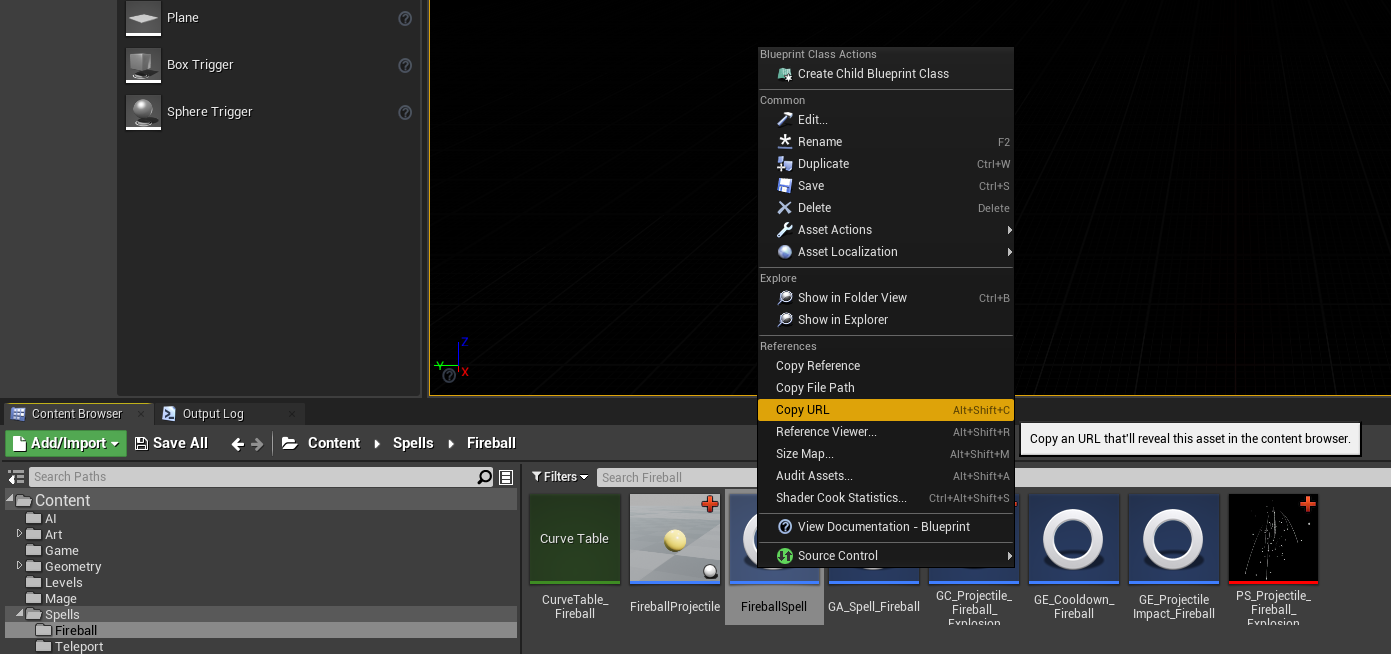 Plane
Box Trigger
Sphere Trigger
Blueprint Class Actions
Create Child Blueprint Class
Common
Edit...
Rename F2
Duplicate Ctrl+W
Save Ctrl+S
Delete Delete
Asset Actions
Asset Localization
Explore
Show in Folder View Ctrl+B
Show in Explorer
References
Copy Reference
Copy File Path
Copy URL Alt+Shift+C
Reference Viewer... Alt+Shift+R
Size Map... Alt+Shift+M
Audit Assets... Alt+Shift+A
Shader Cook Statistics... Ctrl+Alt+Shift+S
View Documentation - Blueprint
Source Control
Copy an URL that'll reveal this asset in the content browser.
Z
Y
X
Content Browser
Output Log
Add/Import
Save All
Content
Spells
Fireball
Search Paths
Content
AI
Art
Game
Geometry
Levels
Mage
Spells
Fireball
Teleport
Filters
Search Fireball
Curve Table
CurveTable_
Fireball
FireballProjectile
FireballSpell
GA_Spell_Fireball
GC_Projectile_
Fireball_
Explosion
GE_Cooldown_
Fireball
GE_Projectile
Impact_Fireball
PS_Projectile_
Fireball_
Explosion